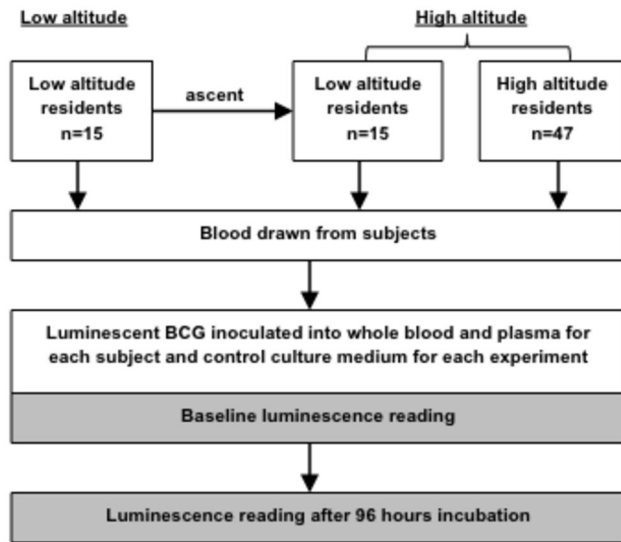 Low altitude
High altitude
Low altitude
residents
n=15
ascent
Low altitude
residents
n=15
High altitude
residents
n=47
Blood drawn from subjects
Luminescent BCG inoculated into whole blood and plasma for
each subject and control culture medium for each experiment
Baseline luminescence reading
Luminescence reading after 96 hours incubation